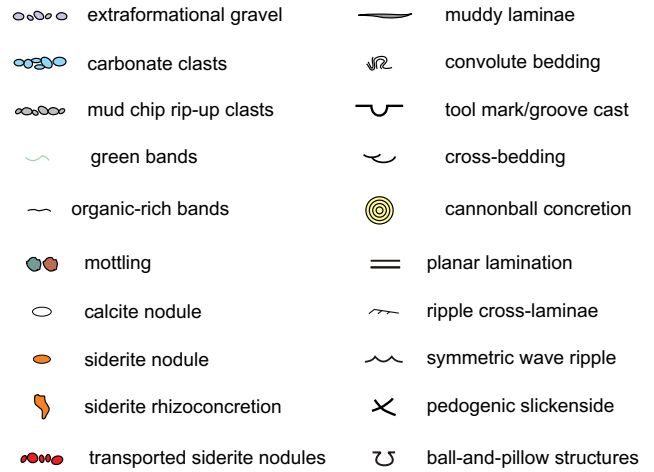 extraformational gravel
carbonate clasts
mud chip rip-up clasts
green bands
organic-rich bands
mottling
calcite nodule
siderite nodule
siderite rhizoconcretion
transported siderite nodules
muddy laminae
convolute bedding
tool mark/groove cast
cross-bedding
cannonball concretion
planar lamination
ripple cross-laminae
symmetric wave ripple
pedogenic slickenside
ball-and-pillow structures